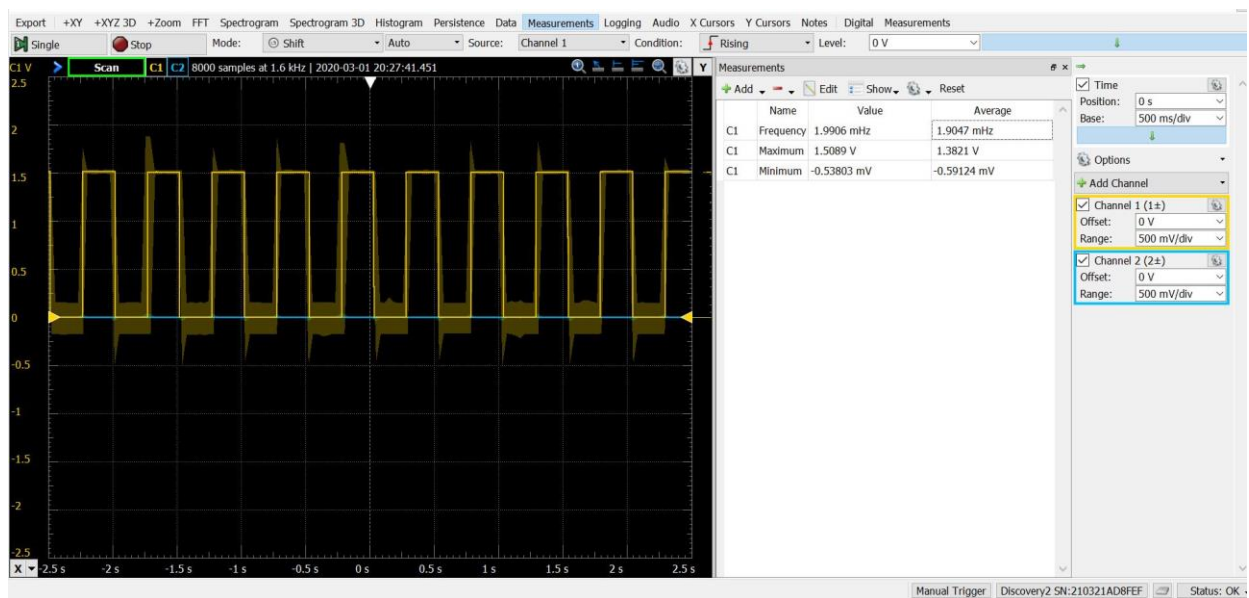 Export +XY +XYZ 3D +Zoom FFT Spectrogram Spectrogram 3D Histogram Persistence Data Measurements Logging Audio X Cursors Y Cursors Notes Digital Measurements
Single Stop Mode: Shift Auto Source: Channel 1 Condition: Rising Level: 0 V
C1 V Scan C1 C2 8000 samples at 1.6 kHz | 2020-03-01 20:27:41.451 Y
2.5
2
1.5
1
0.5
0
-0.5
-1
-1.5
-2
-2.5
X -2.5 s -2 s -1.5 s -1 s -0.5 s 0 s 0.5 s 1 s 1.5 s 2 s 2.5 s
Measurements
Add Edit Show Reset
Name Value Average
C1 Frequency 1.9906 mHz 1.9047 mHz
C1 Maximum 1.5089 V 1.3821 V
C1 Minimum -0.53803 mV -0.59124 mV
Time
Position: 0 s
Base: 500 ms/div
Options
Add Channel
Channel 1 (1±)
Offset: 0 V
Range: 500 mV/div
Channel 2 (2±)
Offset: 0 V
Range: 500 mV/div
Manual Trigger Discovery2 SN:210321AD8FEF Status: OK